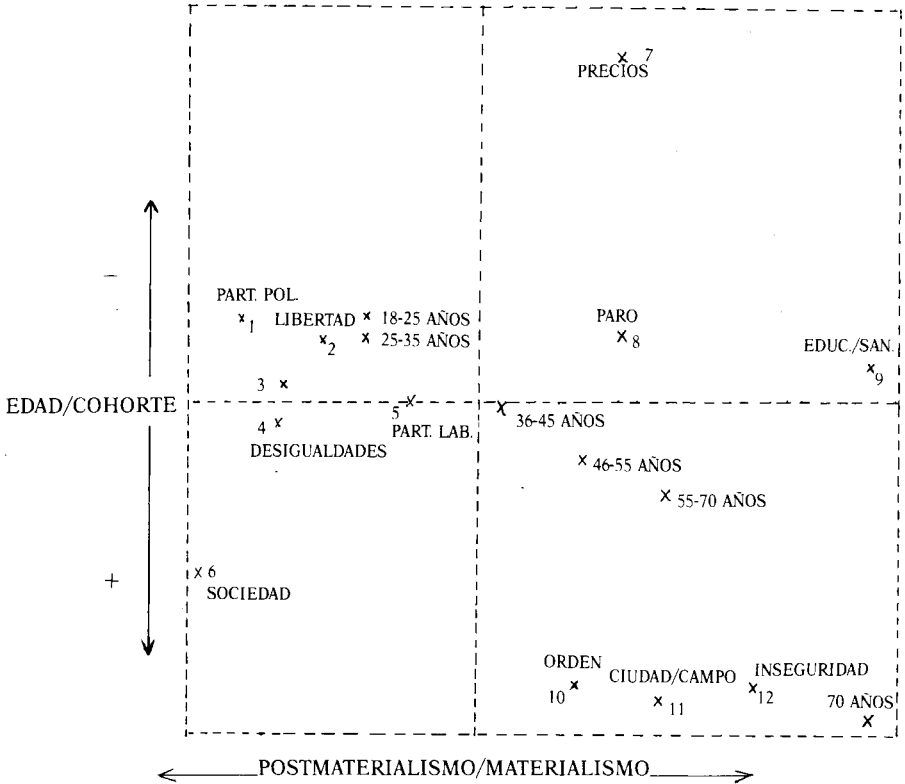 7
PRECIOS
−
PART. POL.
1
LIBERTAD
2
18-25 AÑOS
25-35 AÑOS
PARO
8
EDUC./SAN.
9
3
EDAD/COHORTE
4
DESIGUALDADES
5
PART. LAB.
36-45 AÑOS
46-55 AÑOS
55-70 AÑOS
+
6
SOCIEDAD
ORDEN
10
CIUDAD/CAMPO
11
INSEGURIDAD
12
70 AÑOS
POSTMATERIALISMO/MATERIALISMO